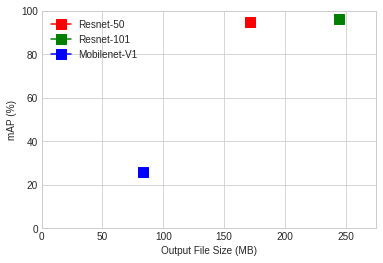 100
80
60
40
20
0
mAP (%)
Resnet-50
Resnet-101
Mobilenet-V1
0 50 100 150 200 250
Output File Size (MB)